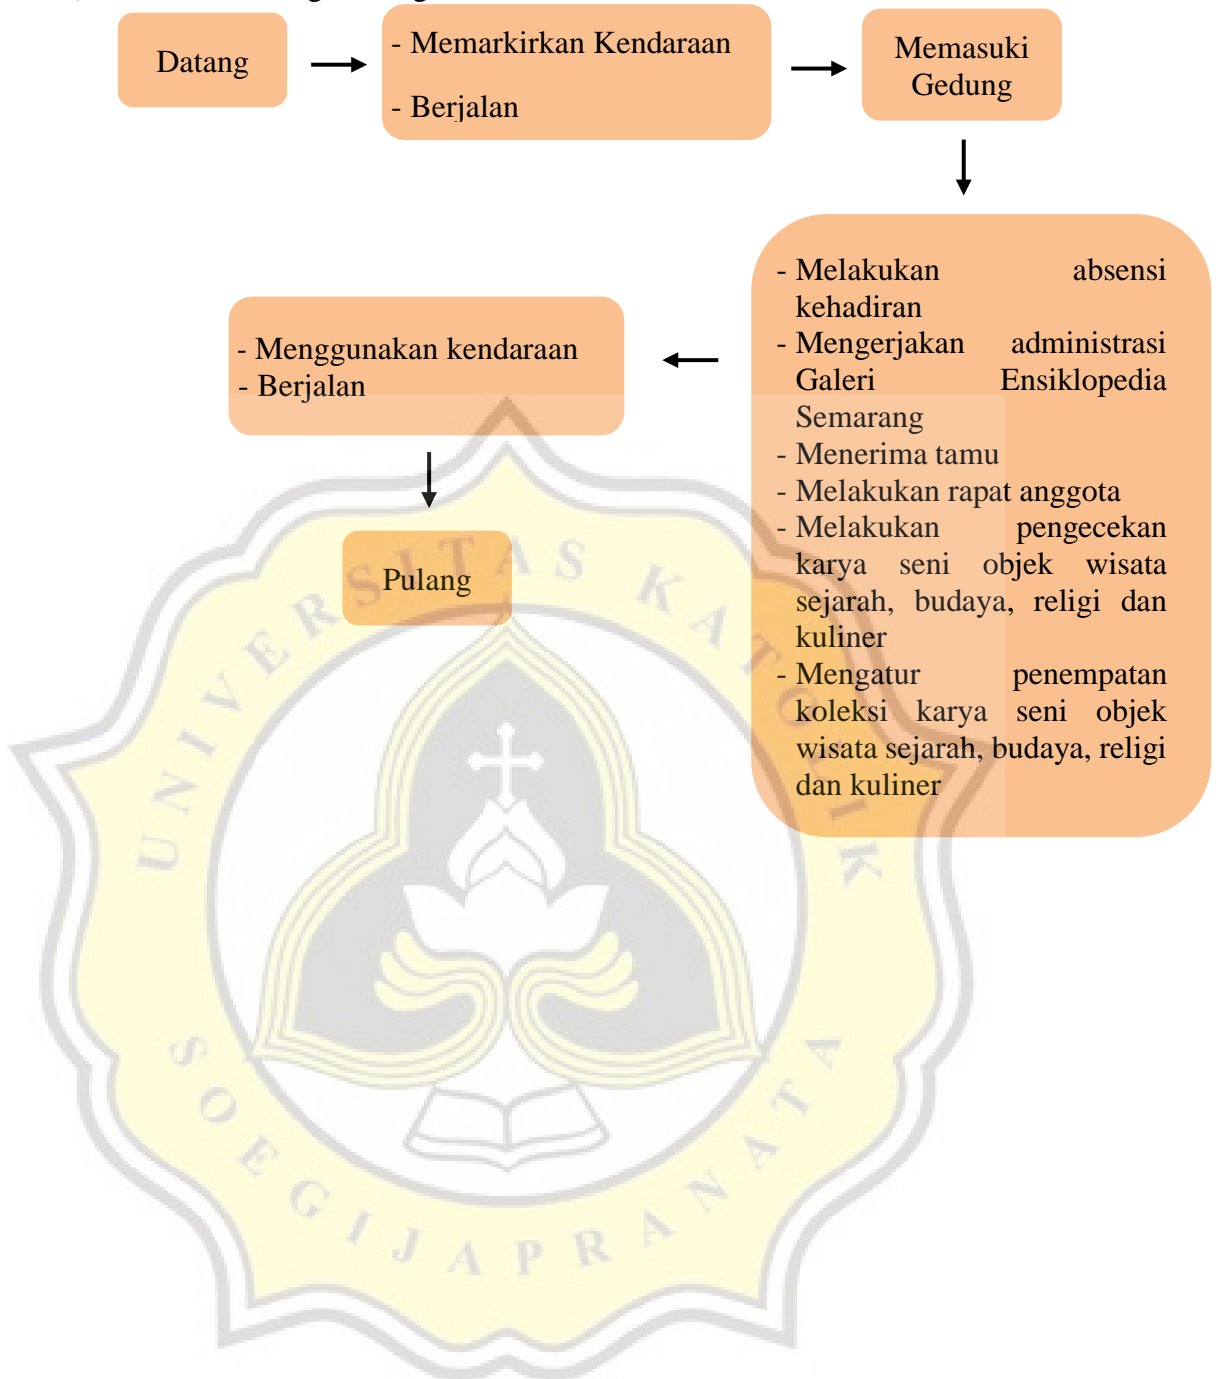 Datang
- Memarkirkan Kendaraan
- Berjalan
Memasuki
Gedung
- Melakukan absensi
kehadiran
- Mengerjakan administrasi
Galeri Ensiklopedia
Semarang
- Menerima tamu
- Melakukan rapat anggota
- Melakukan pengecekan
karya seni objek wisata
sejarah, budaya, religi dan
kuliner
- Mengatur penempatan
koleksi karya seni objek
wisata sejarah, budaya, religi
dan kuliner
- Menggunakan kendaraan
- Berjalan
Pulang
UNIVERSITAS KATOLIK
SOEGIJAPRANATA